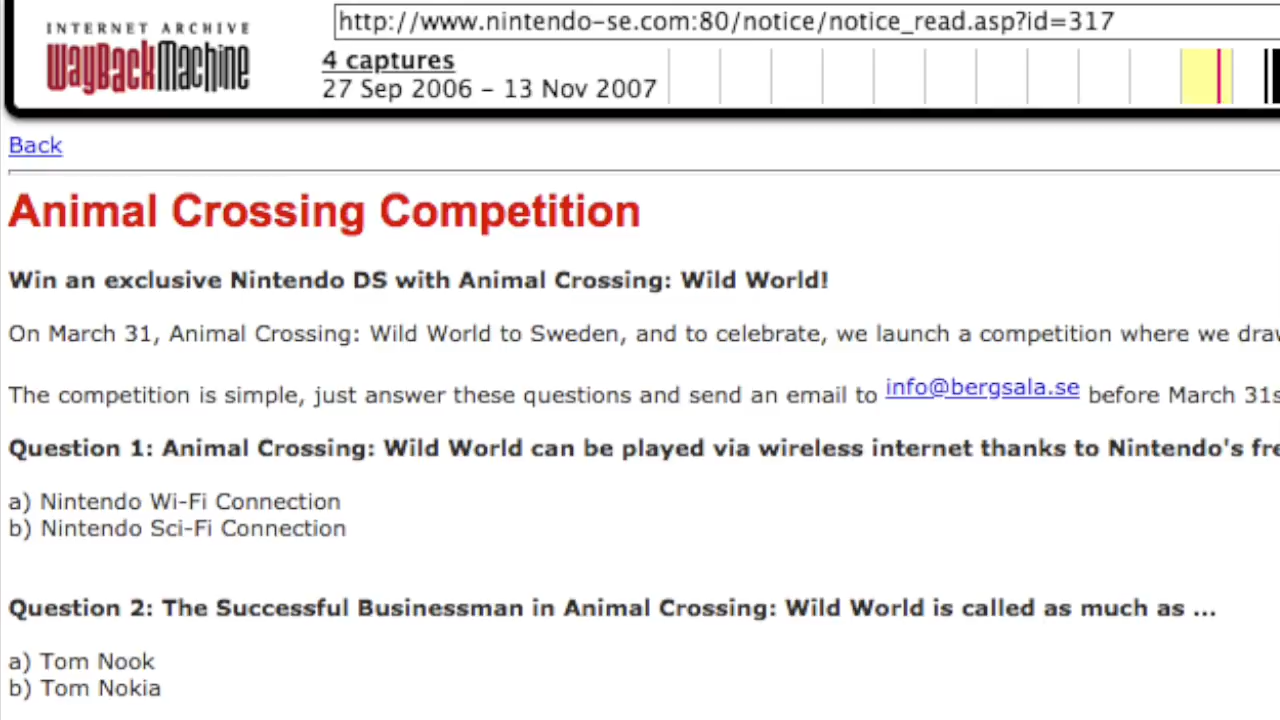 INTERNET ARCHIVE
WayBackMachine
http://www.nintendo-se.com:80/notice/notice_read.asp?id=317
4 captures
27 Sep 2006 – 13 Nov 2007
Back
Animal Crossing Competition
Win an exclusive Nintendo DS with Animal Crossing: Wild World!
On March 31, Animal Crossing: Wild World to Sweden, and to celebrate, we launch a competition where we
The competition is simple, just answer these questions and send an email to info@bergsala.se before March
Question 1: Animal Crossing: Wild World can be played via wireless internet thanks to Nintendo's
a) Nintendo Wi-Fi Connection
b) Nintendo Sci-Fi Connection
Question 2: The Successful Businessman in Animal Crossing: Wild World is called as much as ...
a) Tom Nook
b) Tom Nokia